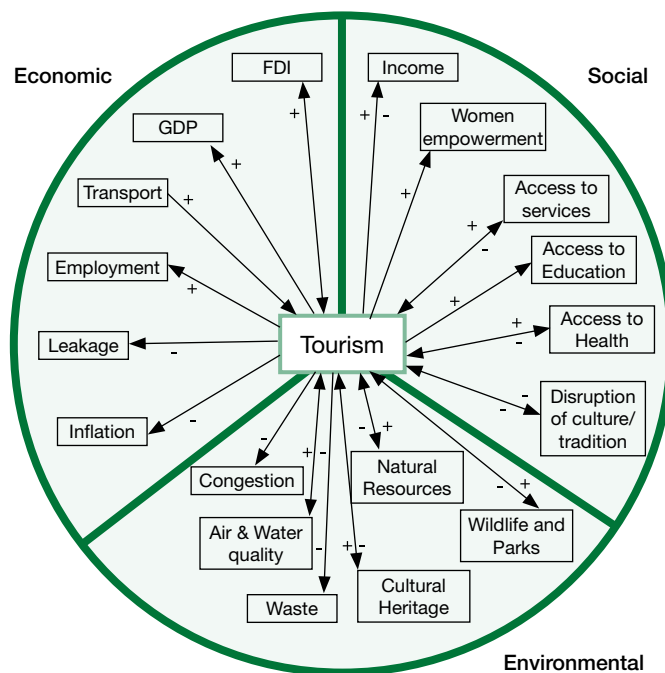 Economic
Social
Environmental
FDI
+
GDP
+
Transport
+
Employment
+
Leakage
-
Inflation
-
Income
+ -
Women
empowerment
+
Access to
services
+
-
Access to
Education
+
Access to
Health
+
-
Disruption
of culture/
tradition
-
-
Tourism
Congestion
-
Air & Water
quality
+ -
Waste
-
Cultural
Heritage
+ -
Natural
Resources
- +
Wildlife and
Parks
- +